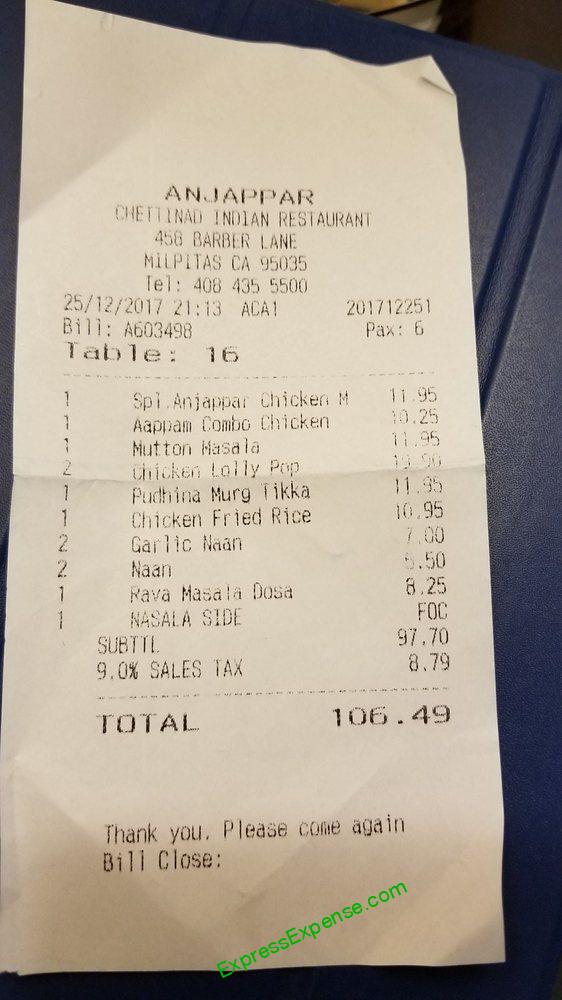 ANJAPPAR
CHETTINAD INDIAN RESTAURANT
458 BARBER LANE
MILPITAS CA 95035
Tel: 408 435 5500
25/12/2017 21:13 ACA1 201712251
Bill: A603498 Pax: 6
Table: 16
1 Spl.Anjappar Chicken M 11.95
1 Aappam Combo Chicken 10.25
1 Mutton Masala 11.95
2 Chicken Lolly Pop 19.90
1 Pudhina Murg Tikka 11.95
1 Chicken Fried Rice 10.95
2 Garlic Naan 7.00
2 Naan 5.50
1 Rava Masala Dosa 8.25
1 MASALA SIDE FOC
SUBTTL 97.70
9.0% SALES TAX 8.79
TOTAL 106.49
Thank you. Please come again
Bill Close:
ExpressExpense.com